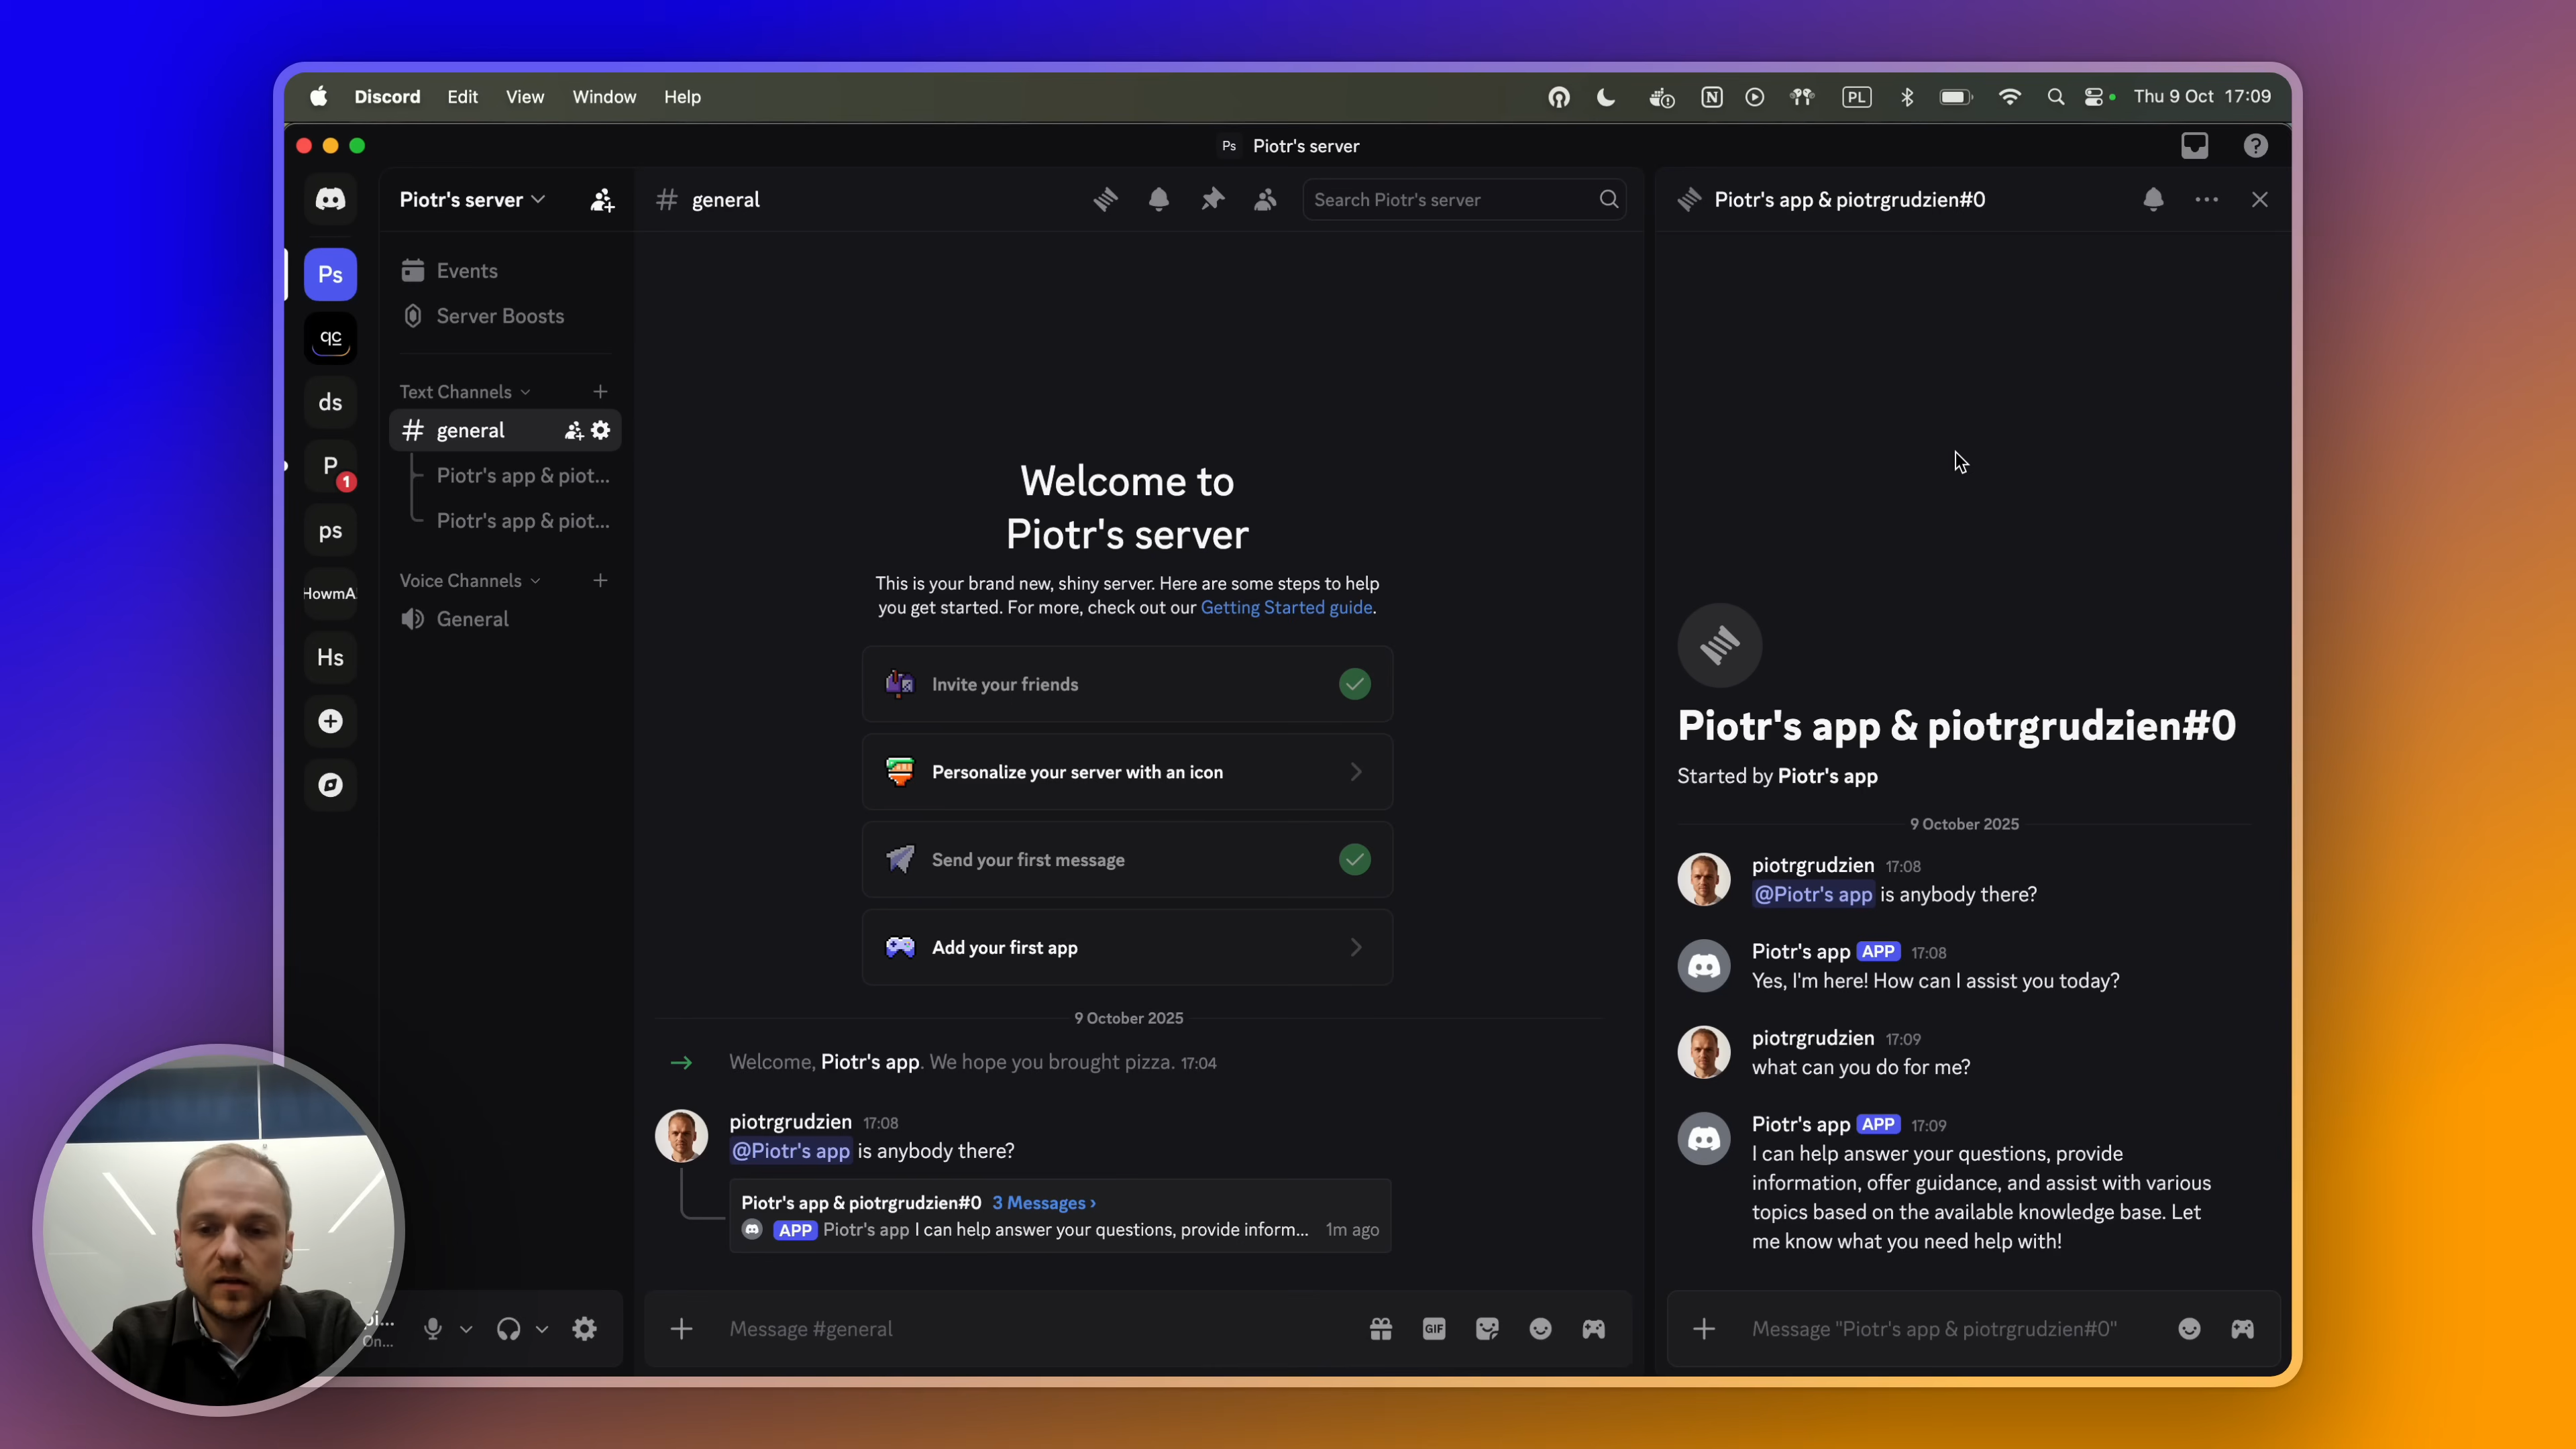 Discord Edit View Window Help
PL
Thu 9 Oct 17:09
Ps Piotr's server
Piotr's server
Ps
qc
ds
P
1
ps
Hs
Events
Server Boosts
Text Channels
general
Piotr's app & piot...
Piotr's app & piot...
Voice Channels
General
pi...
On...
general
Search Piotr's server
Welcome to
Piotr's server
This is your brand new, shiny server. Here are some steps to help
you get started. For more, check out our Getting Started guide.
Invite your friends
Personalize your server with an icon
Send your first message
Add your first app
9 October 2025
Welcome, Piotr's app. We hope you brought pizza. 17:04
piotrgrudzien 17:08
@Piotr's app is anybody there?
Piotr's app & piotrgrudzien#0 3 Messages ›
APP Piotr's app I can help answer your questions, provide inform... 1m ago
Message #general
GIF
Piotr's app & piotrgrudzien#0
Piotr's app & piotrgrudzien#0
Started by Piotr's app
9 October 2025
piotrgrudzien 17:08
@Piotr's app is anybody there?
Piotr's app APP 17:08
Yes, I'm here! How can I assist you today?
piotrgrudzien 17:09
what can you do for me?
Piotr's app APP 17:09
I can help answer your questions, provide
information, offer guidance, and assist with various
topics based on the available knowledge base. Let
me know what you need help with!
Message "Piotr's app & piotrgrudzien#0"